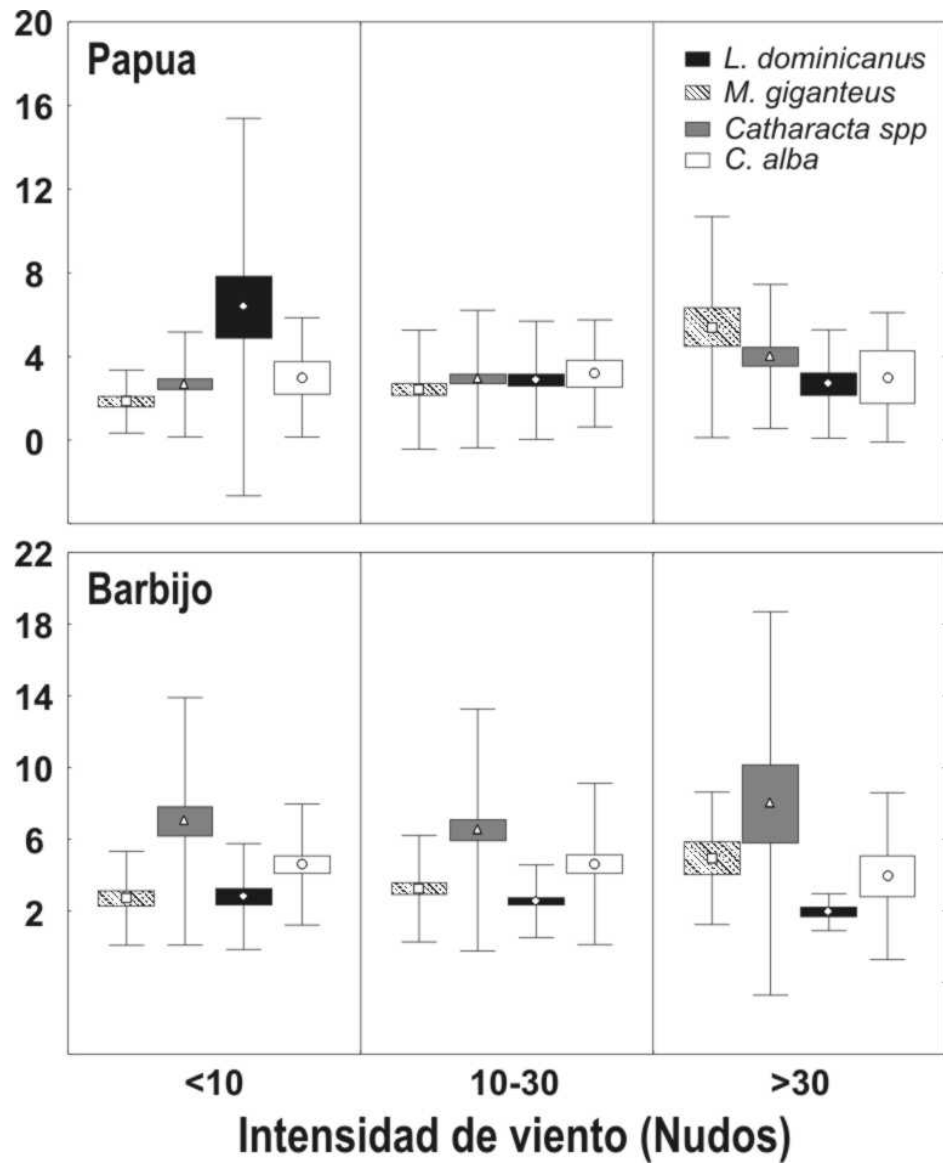 20
Papua
L. dominicanus
16
M. giganteus
Catharacta spp
C. alba
12
8
4
0
22
Barbijo
18
14
10
6
2
<10
10-30
>30
Intensidad de viento (Nudos)